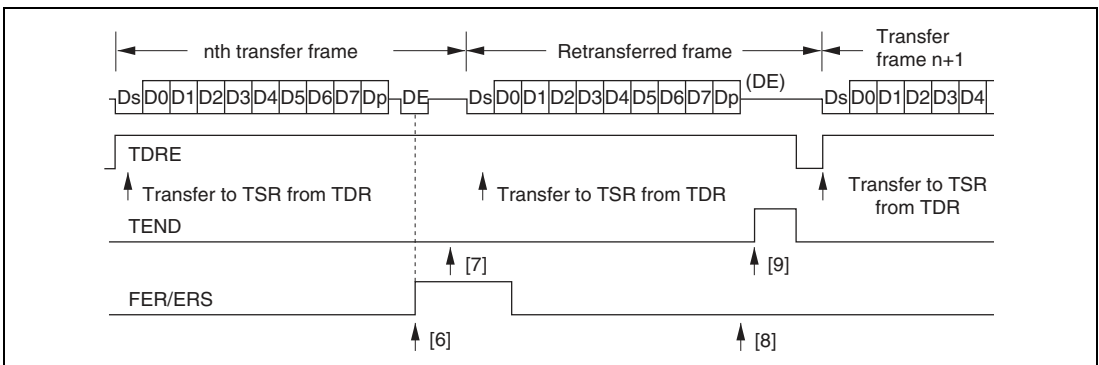 nth transfer frame
Retransferred frame
Transfer
frame n+1
Ds D0 D1 D2 D3 D4 D5 D6 D7 Dp DE
Ds D0 D1 D2 D3 D4 D5 D6 D7 Dp
(DE)
Ds D0 D1 D2 D3 D4
TDRE
Transfer to TSR from TDR
Transfer to TSR from TDR
Transfer to TSR
from TDR
TEND
[7]
[9]
FER/ERS
[6]
[8]